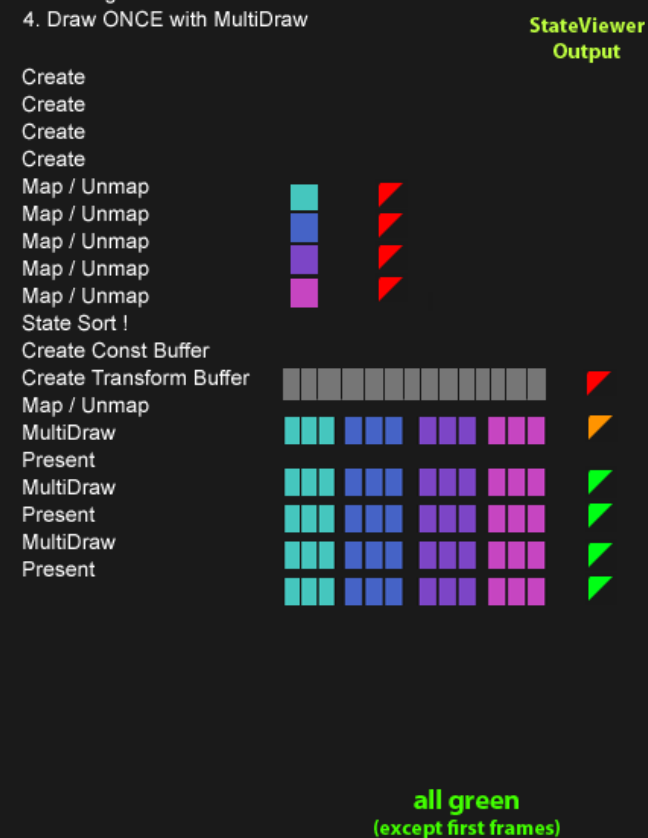 4. Draw ONCE with MultiDraw
StateViewer
Output
Create
Create
Create
Create
Map / Unmap
Map / Unmap
Map / Unmap
Map / Unmap
Map / Unmap
State Sort !
Create Const Buffer
Create Transform Buffer
Map / Unmap
MultiDraw
Present
MultiDraw
Present
MultiDraw
Present
all green
(except first frames)